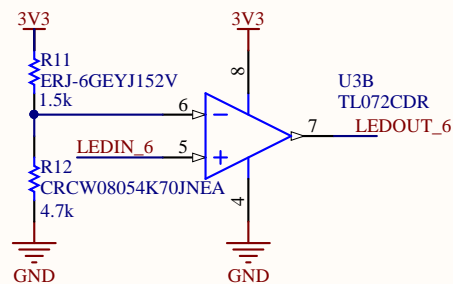 3V3
3V3
R11
ERJ-6GEYJ152V
1.5k
8
U3B
TL072CDR
6
7
LEDOUT_6
LEDIN_6
5
R12
CRCW08054K70JNEA
4.7k
4
GND
GND